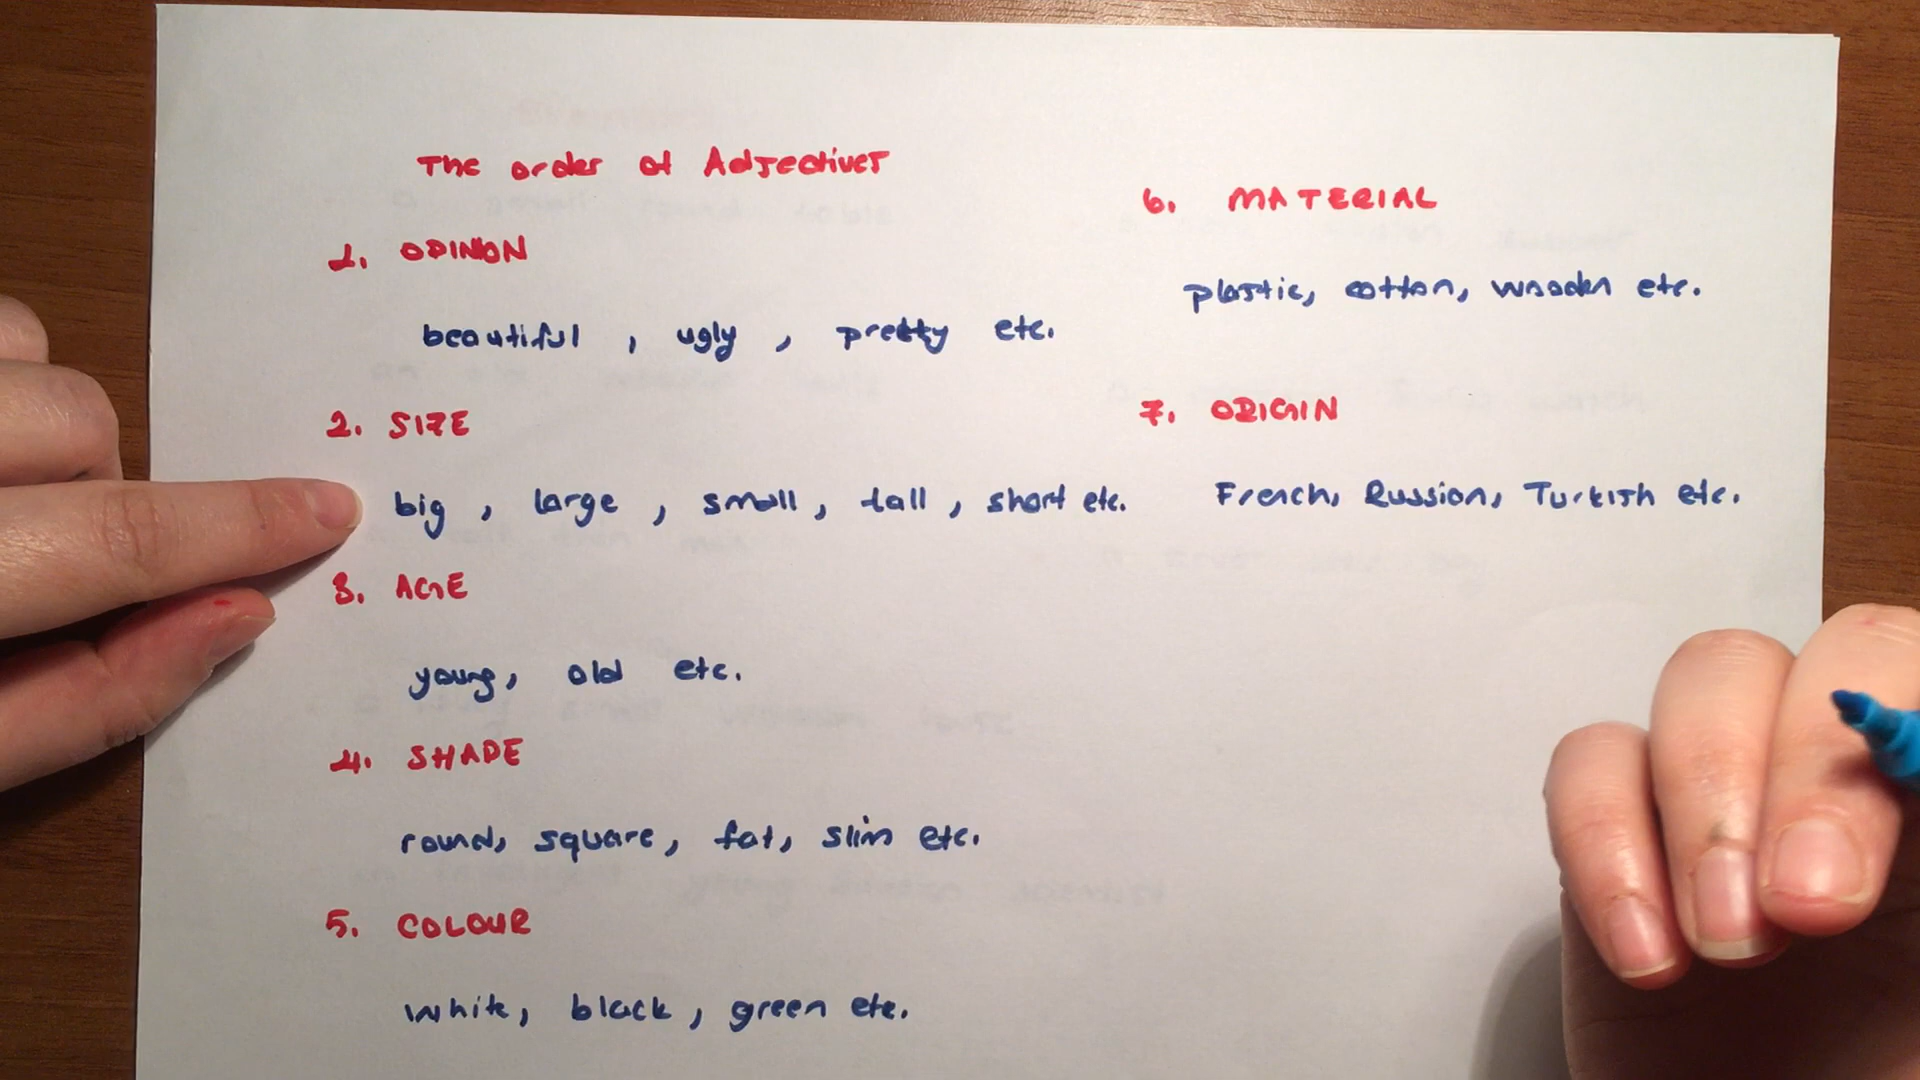 The order of Adjectives
1. OPINON
beautiful, ugly, pretty etc.
2. SIZE
big, large, small, tall, short etc.
3. AGE
young, old etc.
4. SHAPE
round, square, fat, slim etc.
5. COLOUR
white, black, green etc.
6. MATERIAL
plastic, cotton, wooden etc.
7. ORIGIN
French, Russian, Turkish etc.